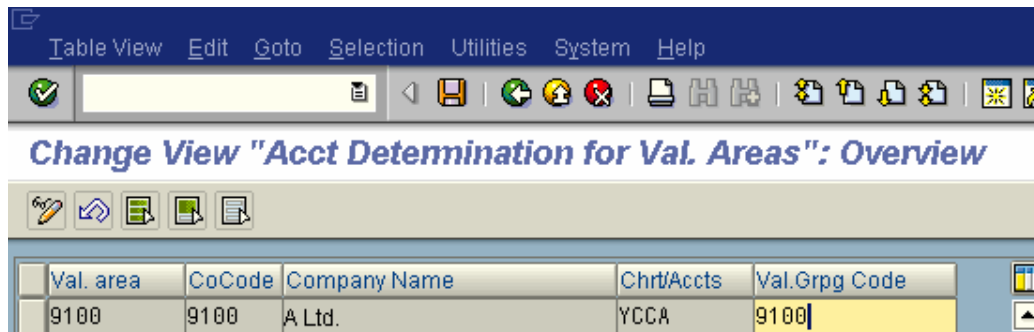 Table View Edit Goto Selection Utilities System Help
Change View "Acct Determination for Val. Areas": Overview
Val. area CoCode Company Name Chrt/Accts Val.Grpg Code
9100 9100 A Ltd. YCCA 9100